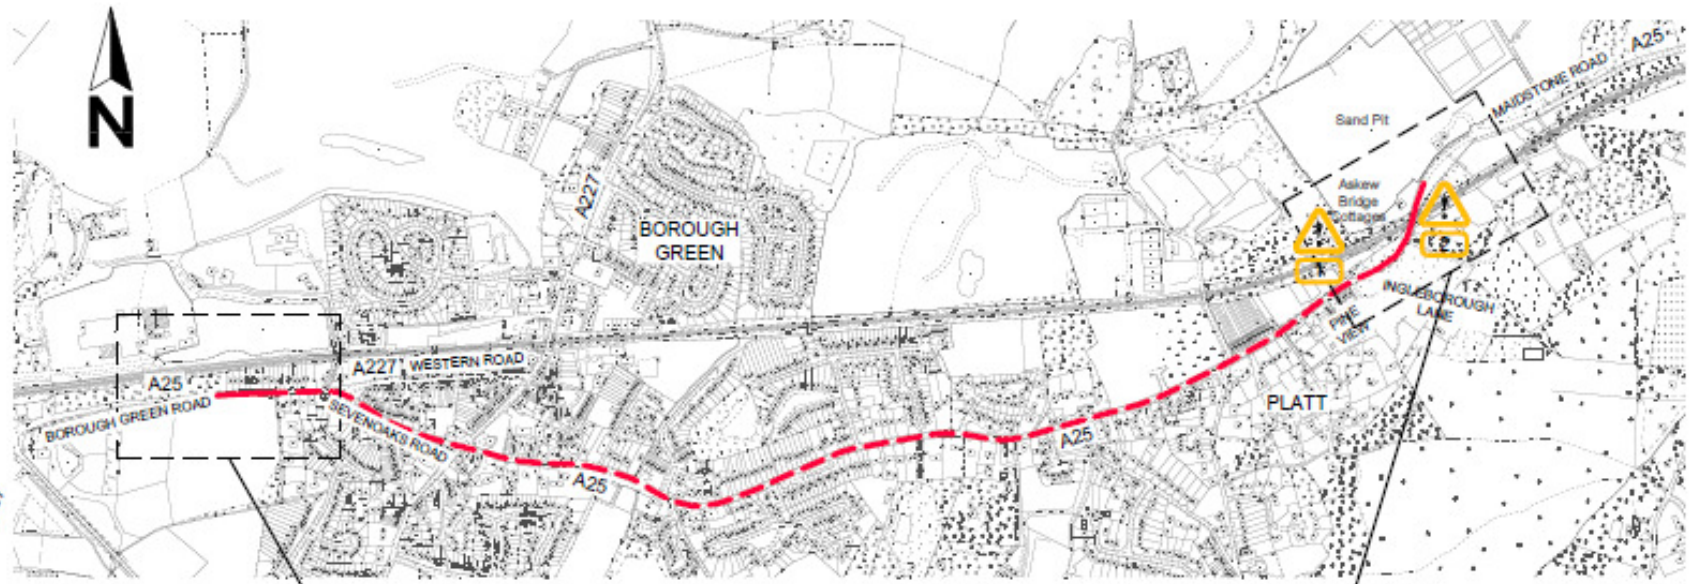 N
A25
MAIDSTONE ROAD
Sand Pit
Askew
Bridge
Cottages
A227
BOROUGH
GREEN
INGLEBOROUGH
LANE
PINE
VIEW
A227
WESTERN ROAD
A25
BOROUGH GREEN ROAD
SEVENOAKS ROAD
PLATT
A25
A25